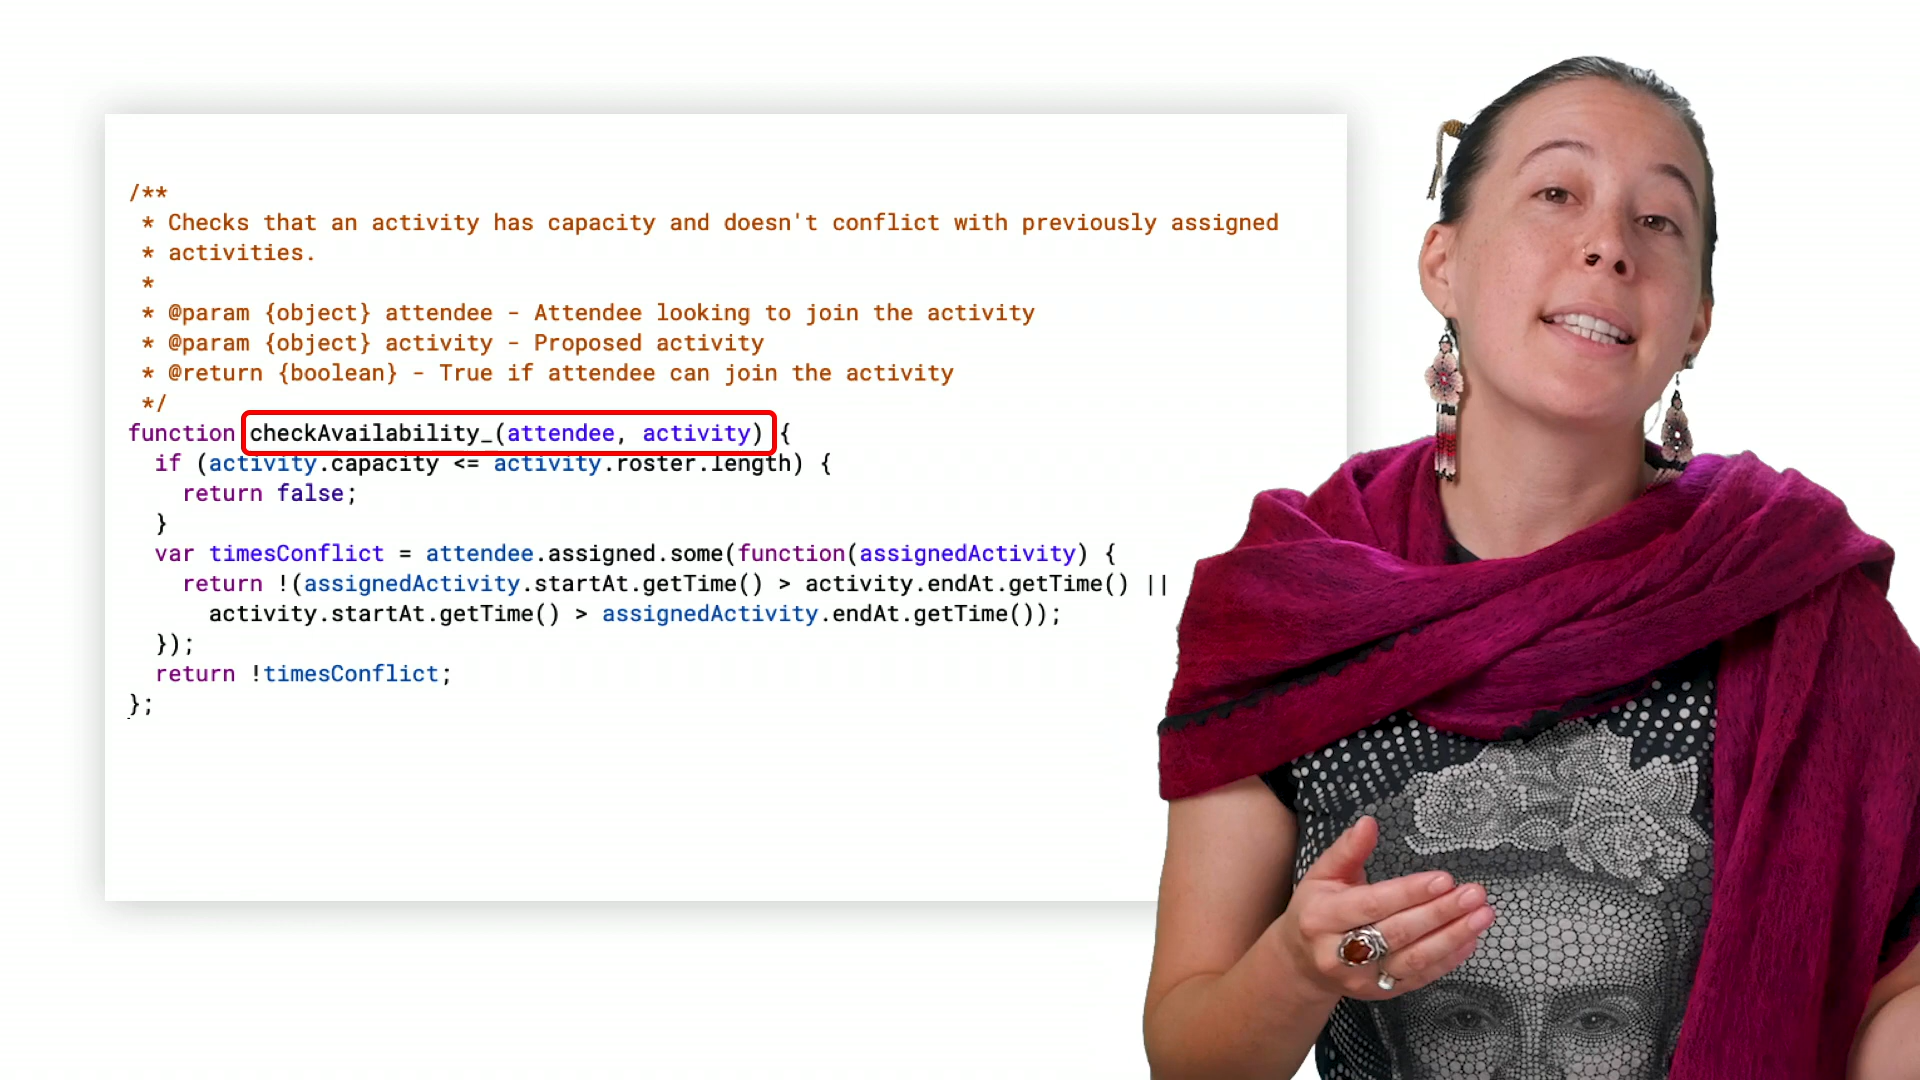 /**
* Checks that an activity has capacity and doesn't conflict with previously assigned
* activities.
*
* @param {object} attendee - Attendee looking to join the activity
* @param {object} activity - Proposed activity
* @return {boolean} - True if attendee can join the activity
*/
function checkAvailability_(attendee, activity) {
if (activity.capacity <= activity.roster.length) {
return false;
}
var timesConflict = attendee.assigned.some(function(assignedActivity) {
return !(assignedActivity.startAt.getTime() > activity.endAt.getTime() ||
activity.startAt.getTime() > assignedActivity.endAt.getTime());
});
return !timesConflict;
};